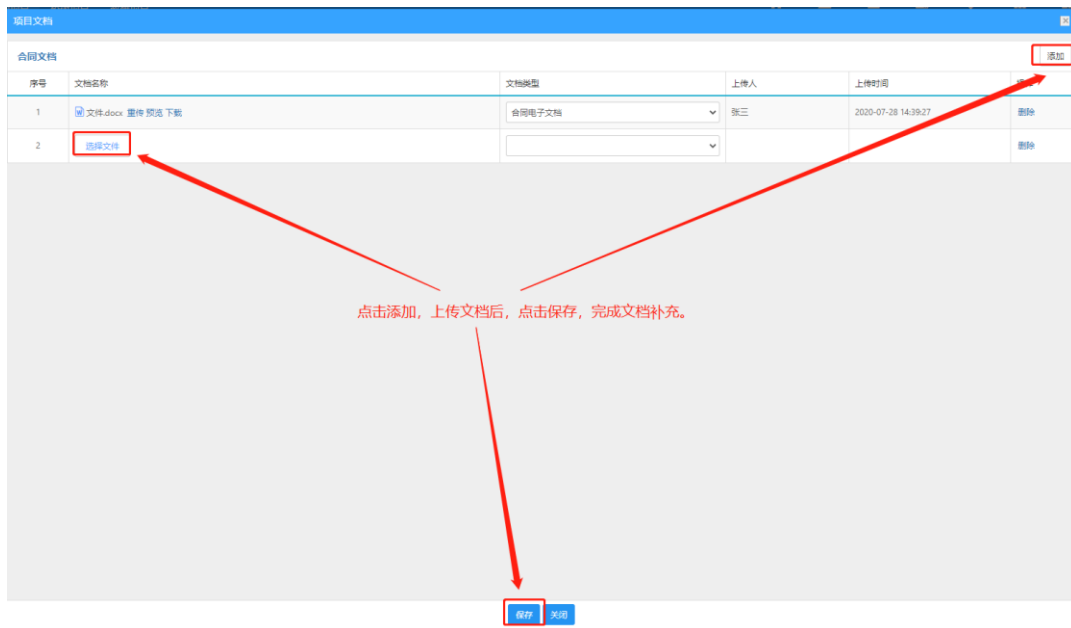 项目文档
合同文档
添加
序号 文档名称 文档类型 上传人 上传时间
1 文件.docx 重传 预览 下载 合同电子文档 张三 2020-07-28 14:39:27 删除
2 选择文件 删除
点击添加，上传文档后，点击保存，完成文档补充。
保存 关闭